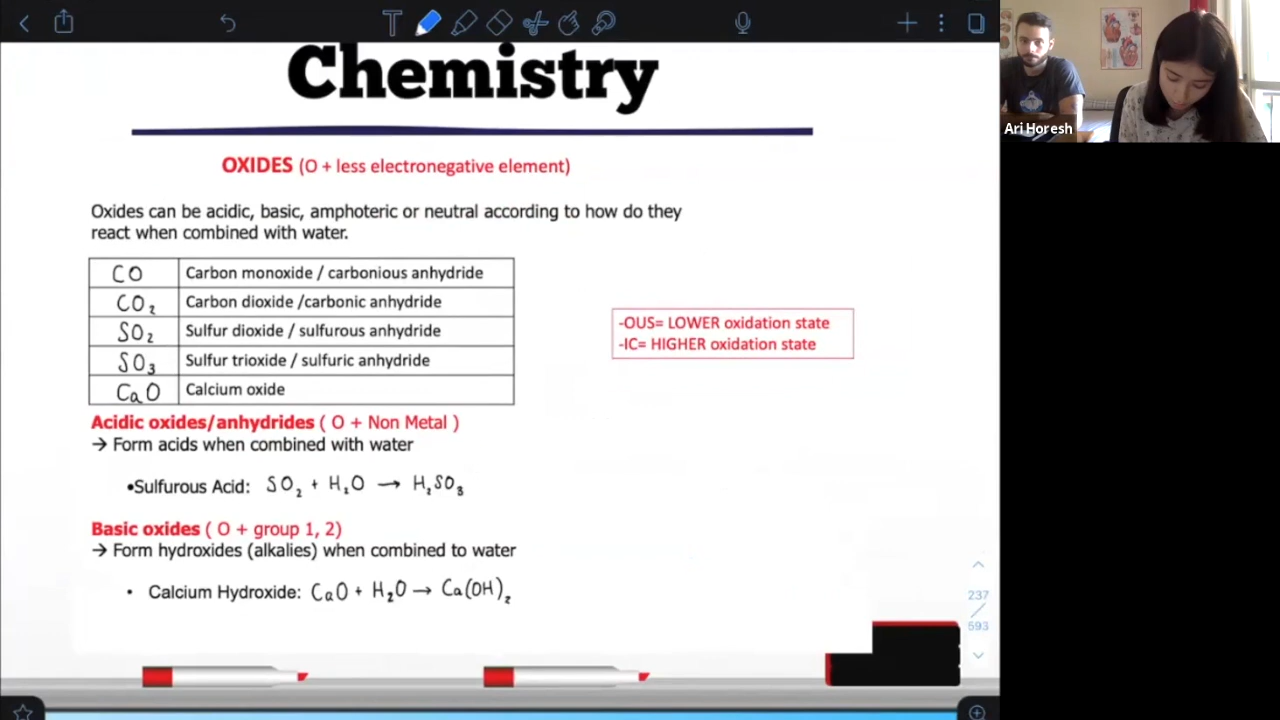 Chemistry
Ari Horesh
OXIDES (O + less electronegative element)
Oxides can be acidic, basic, amphoteric or neutral according to how do they
react when combined with water.
CO Carbon monoxide / carbonious anhydride
CO₂ Carbon dioxide /carbonic anhydride
SO₂ Sulfur dioxide / sulfurous anhydride
SO₃ Sulfur trioxide / sulfuric anhydride
CaO Calcium oxide
-OUS= LOWER oxidation state
-IC= HIGHER oxidation state
Acidic oxides/anhydrides ( O + Non Metal )
→ Form acids when combined with water
•Sulfurous Acid: SO₂ + H₂O → H₂SO₃
Basic oxides ( O + group 1, 2)
→ Form hydroxides (alkalies) when combined to water
• Calcium Hydroxide: CaO + H₂O → Ca(OH)₂
237
593